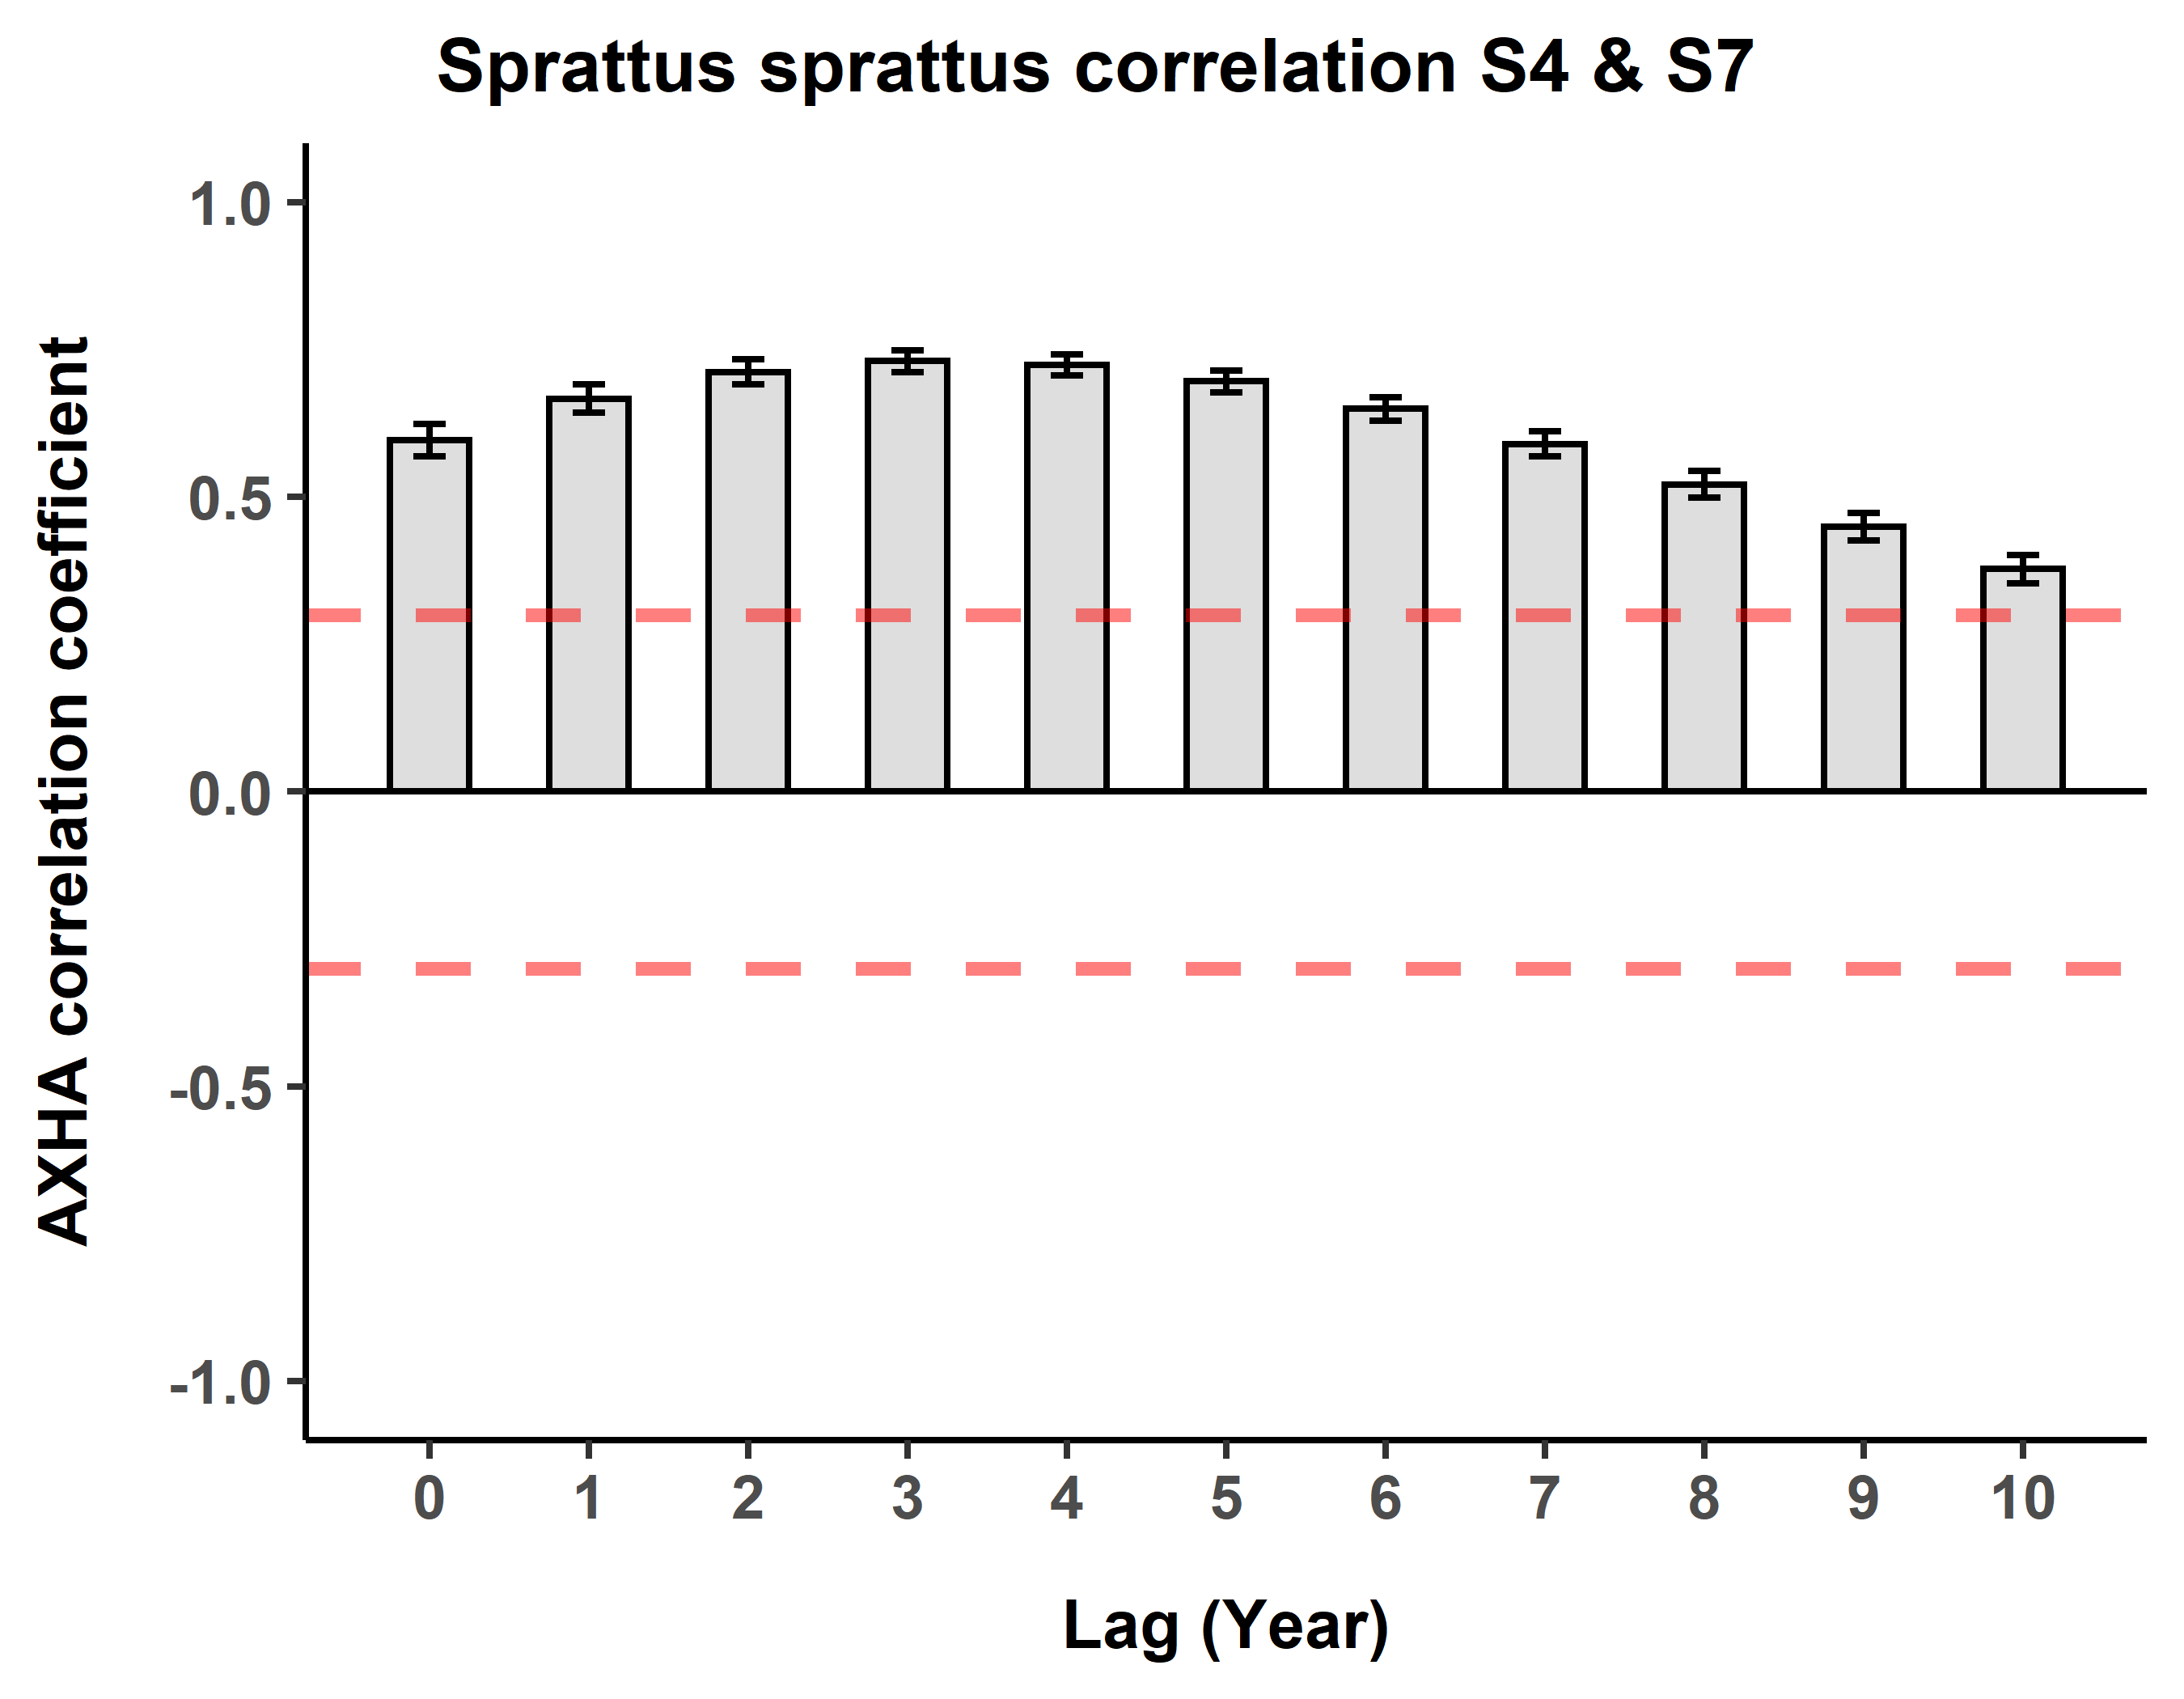 Sprattus sprattus correlation S4 & S7
AXHA correlation coefficient
1.0
0.5
0.0
-0.5
-1.0
0 1 2 3 4 5 6 7 8 9 10
Lag (Year)